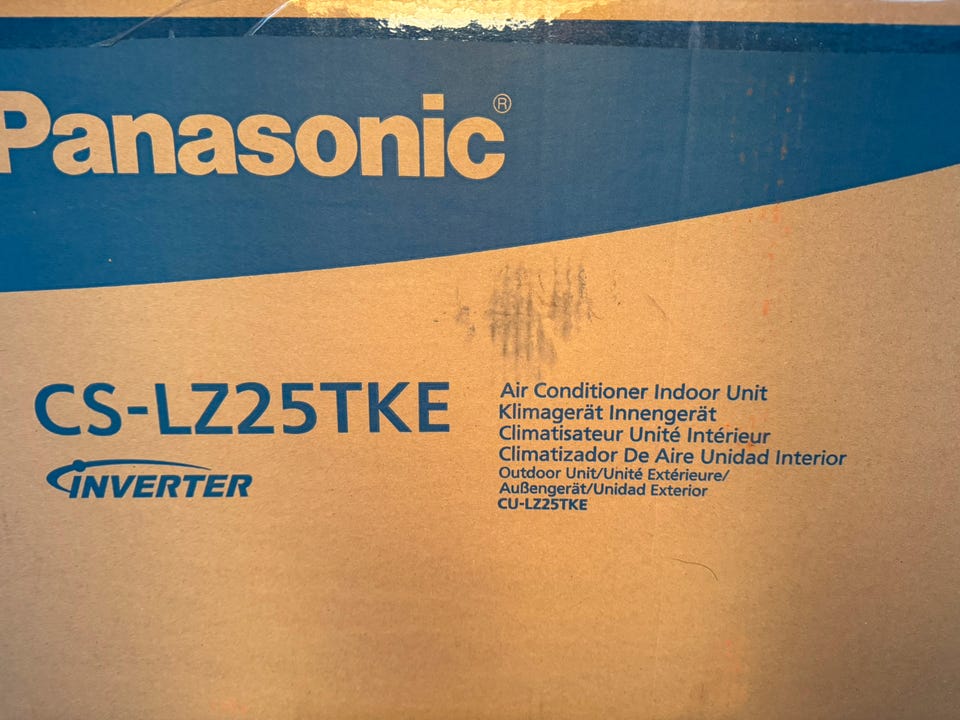 Panasonic®
CS-LZ25TKE
INVERTER
Air Conditioner Indoor Unit
Klimagerät Innengerät
Climatisateur Unité Intérieur
Climatizador De Aire Unidad Interior
Outdoor Unit/Unité Extérieure/
Außengerät/Unidad Exterior
CU-LZ25TKE